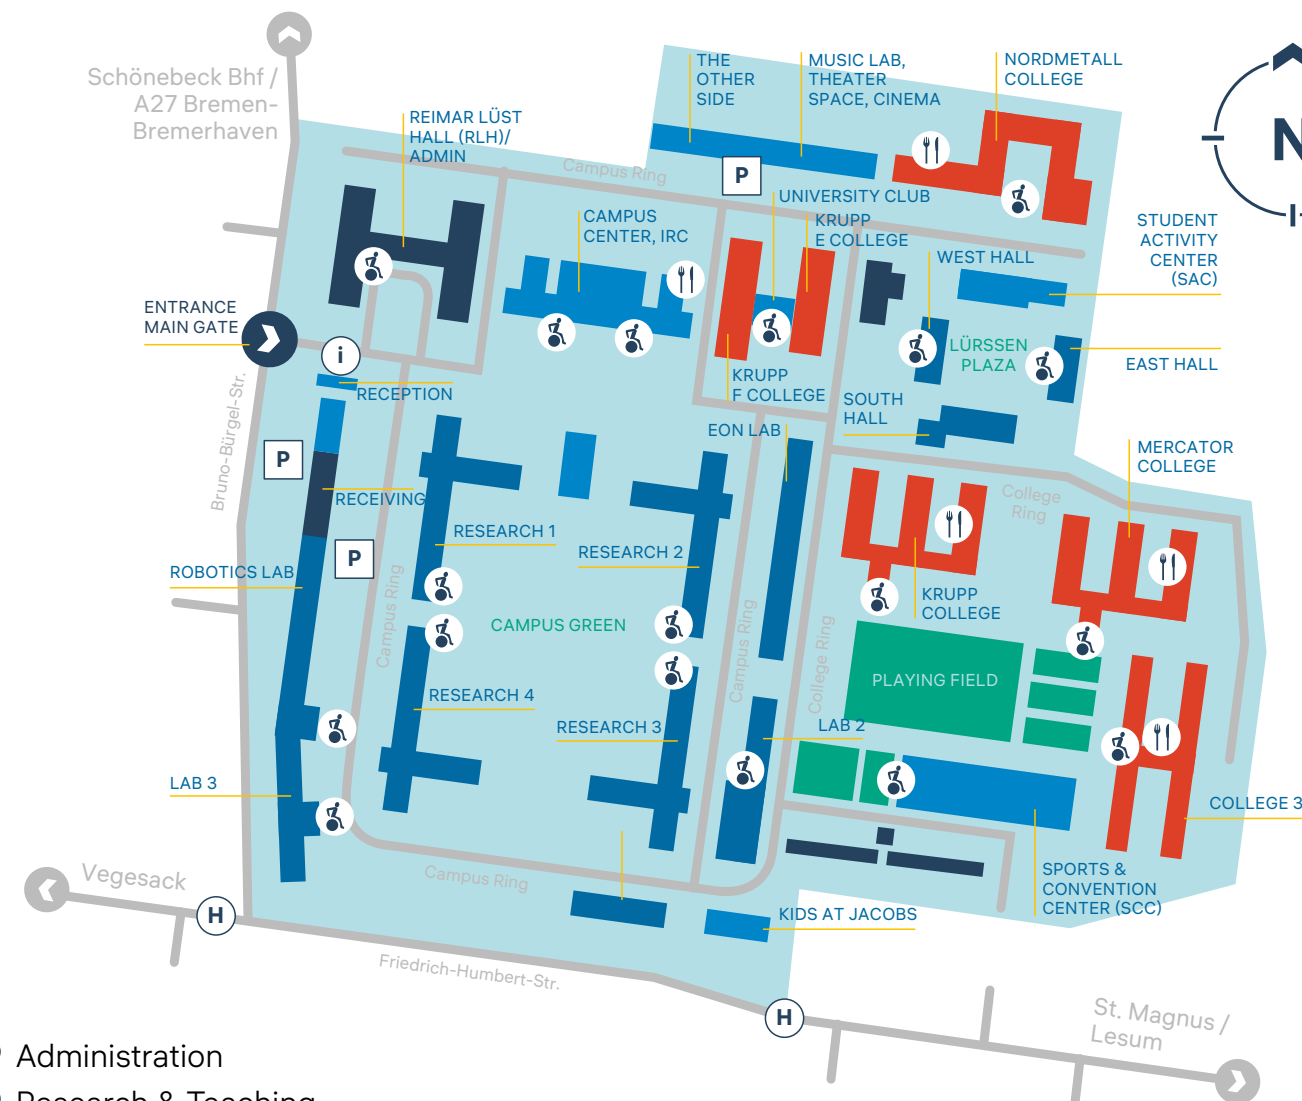 Schönebeck Bhf /
A27 Bremen-
Bremerhaven
THE
OTHER
SIDE
MUSIC LAB,
THEATER
SPACE, CINEMA
NORDMETALL
COLLEGE
N
REIMAR LÜST
HALL (RLH)/
ADMIN
Campus Ring
P
UNIVERSITY CLUB
CAMPUS
CENTER, IRC
KRUPP
E COLLEGE
STUDENT
ACTIVITY
CENTER
(SAC)
WEST HALL
ENTRANCE
MAIN GATE
i
LÜRSSEN
PLAZA
EAST HALL
RECEPTION
KRUPP
F COLLEGE
SOUTH
HALL
Bruno-Bürgel-Str.
EON LAB
MERCATOR
COLLEGE
P
RECEIVING
College
Ring
RESEARCH 1
RESEARCH 2
P
ROBOTICS LAB
KRUPP
COLLEGE
Campus Ring
CAMPUS GREEN
Campus Ring
College Ring
PLAYING FIELD
RESEARCH 4
RESEARCH 3
LAB 2
LAB 3
COLLEGE 3
Vegesack
Campus Ring
SPORTS &
CONVENTION
CENTER (SCC)
H
KIDS AT JACOBS
Friedrich-Humbert-Str.
H
St. Magnus /
Lesum
Administration
Research & Teaching